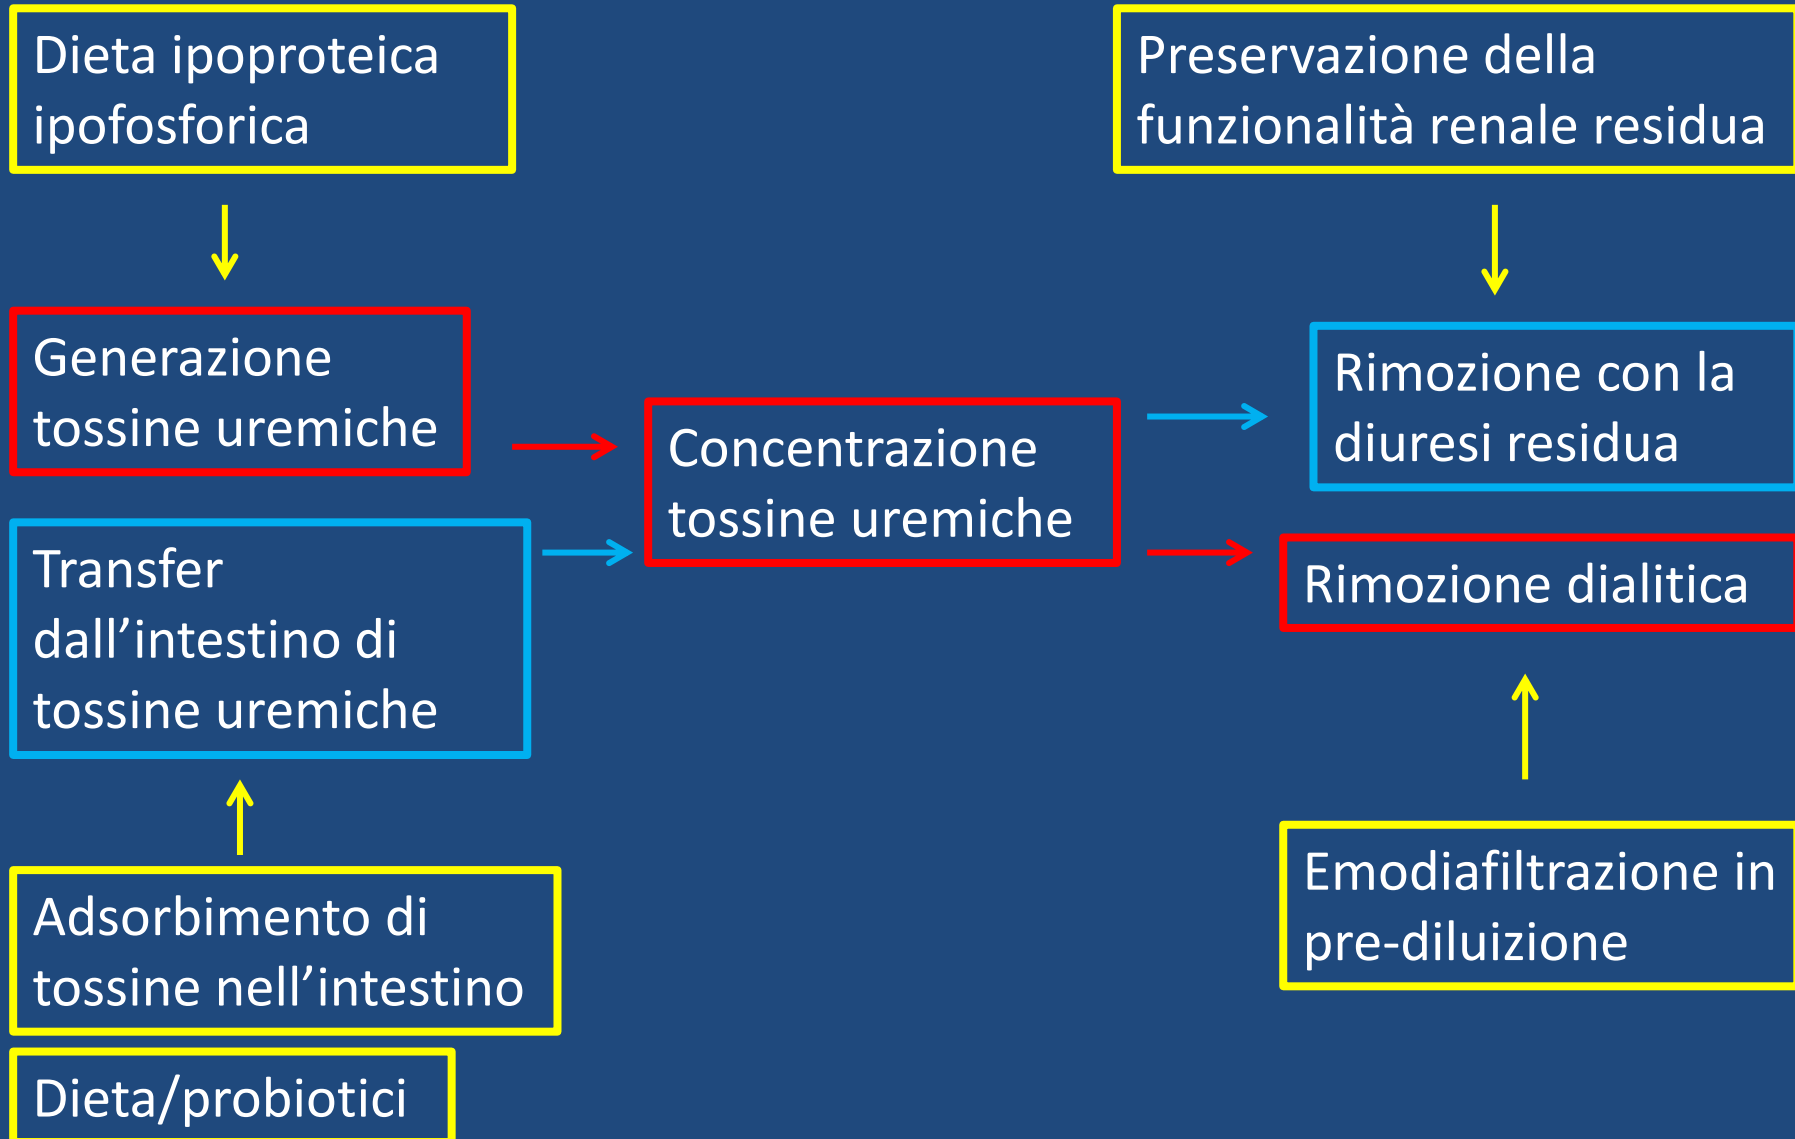 Dieta ipoproteica
ipofosforica
Preservazione della
funzionalità renale residua
Generazione
tossine uremiche
Concentrazione
tossine uremiche
Rimozione con la
diuresi residua
Transfer
dall’intestino di
tossine uremiche
Rimozione dialitica
Adsorbimento di
tossine nell’intestino
Emodiafiltrazione in
pre-diluizione
Dieta/probiotici